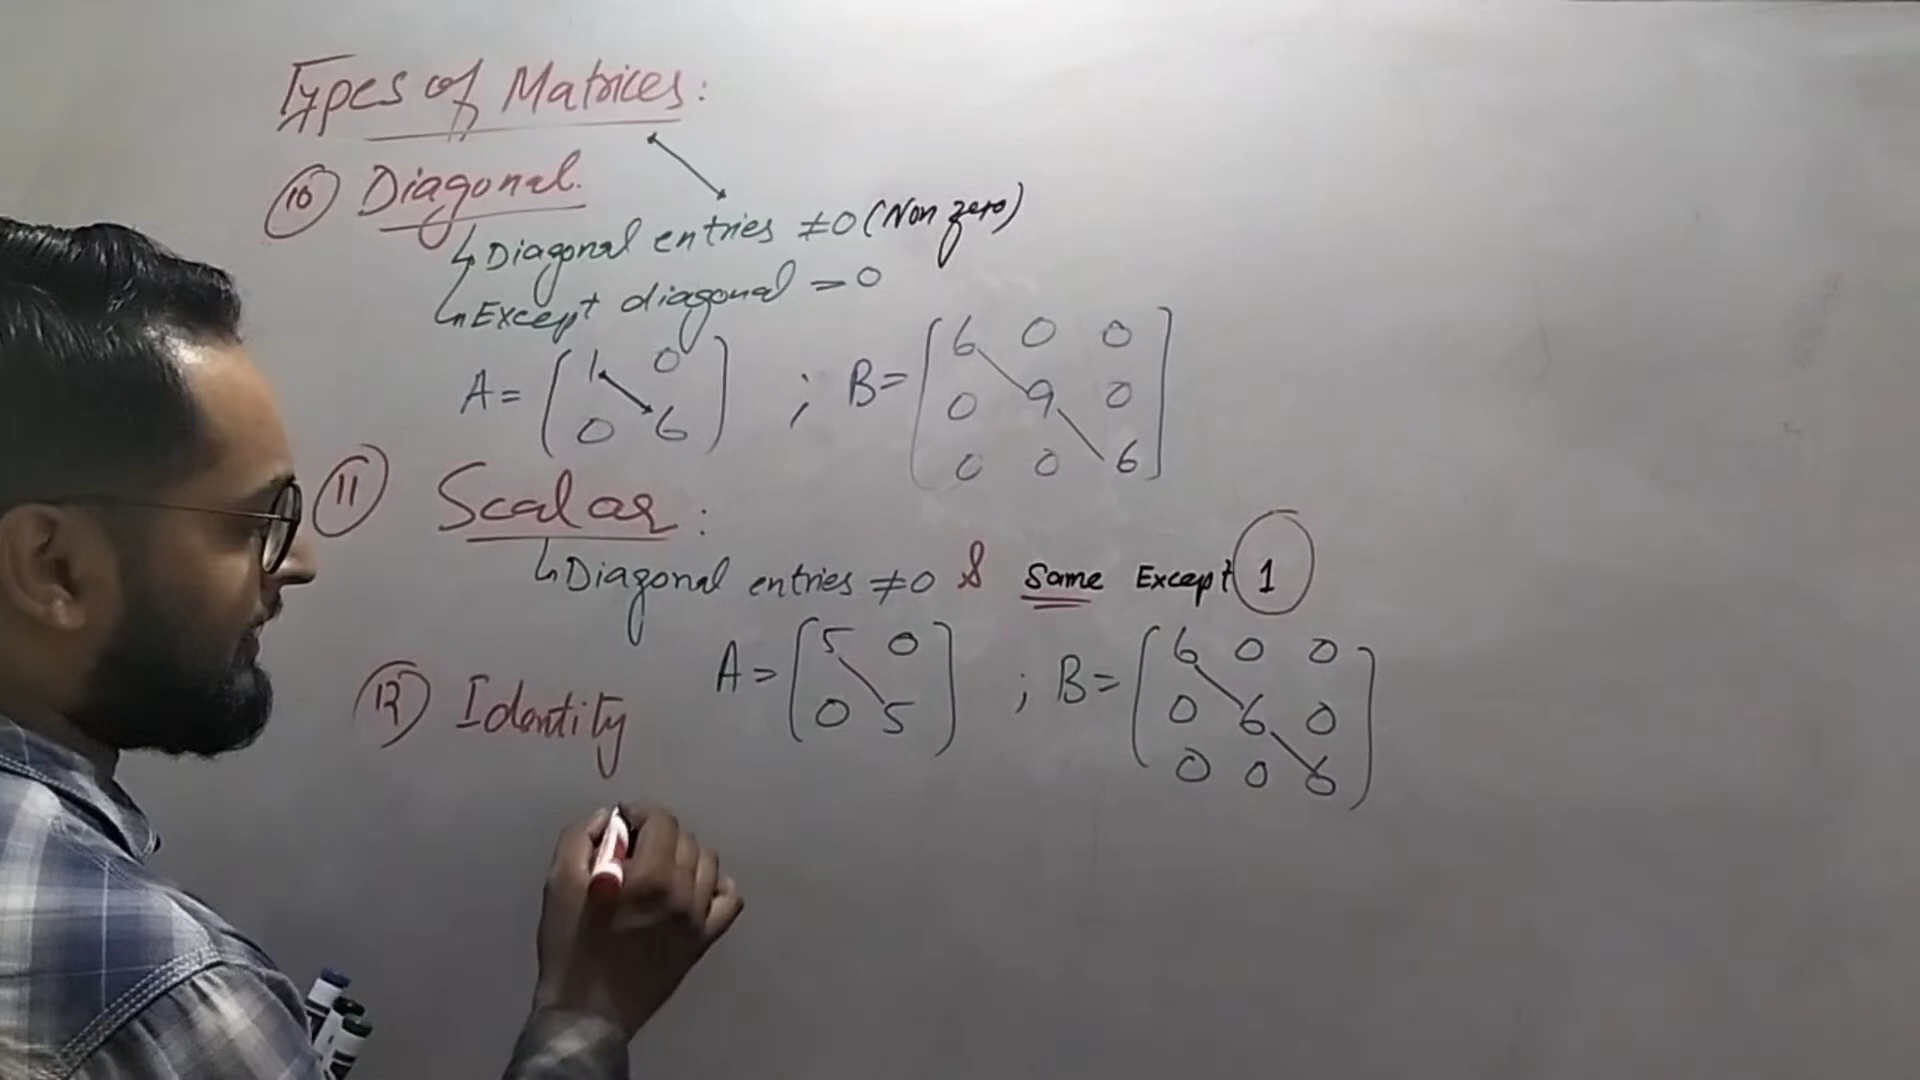 Types of Matrices:
10 Diagonal.
↳ Diagonal entries ≠0 (Non zero)
↳ Except diagonal = 0
A = [1 0
0 6] ; B = [6 0 0
0 9 0
0 0 6]
11 Scalar :
↳ Diagonal entries ≠0 & Same Except 1
12 Identity
A = [5 0
0 5] ; B = [6 0 0
0 6 0
0 0 6]